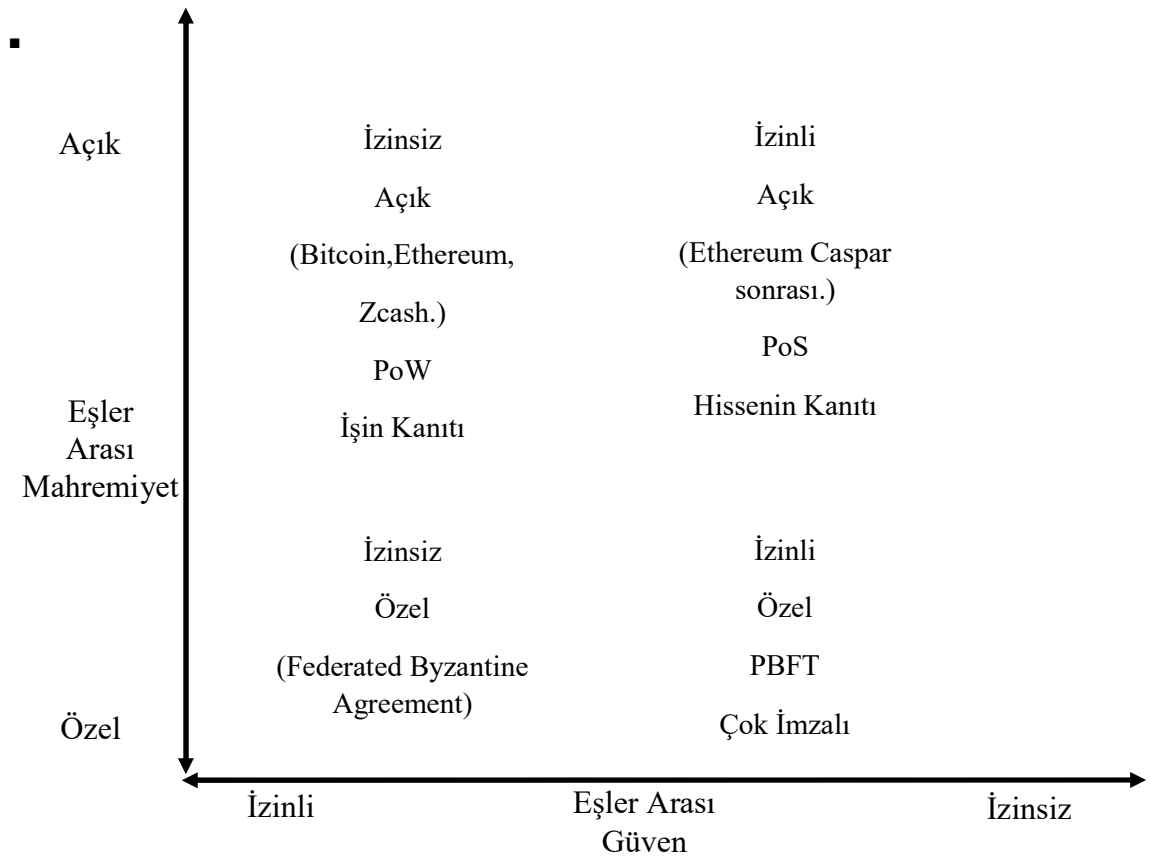 Açık
İzinsiz
Açık
(Bitcoin,Ethereum,
Zcash.)
PoW
İşin Kanıtı
İzinli
Açık
(Ethereum Caspar
sonrası.)
PoS
Hissenin Kanıtı
Eşler
Arası
Mahremiyet
İzinsiz
Özel
(Federated Byzantine
Agreement)
İzinli
Özel
PBFT
Çok İmzalı
Özel
İzinli
Eşler Arası
Güven
İzinsiz